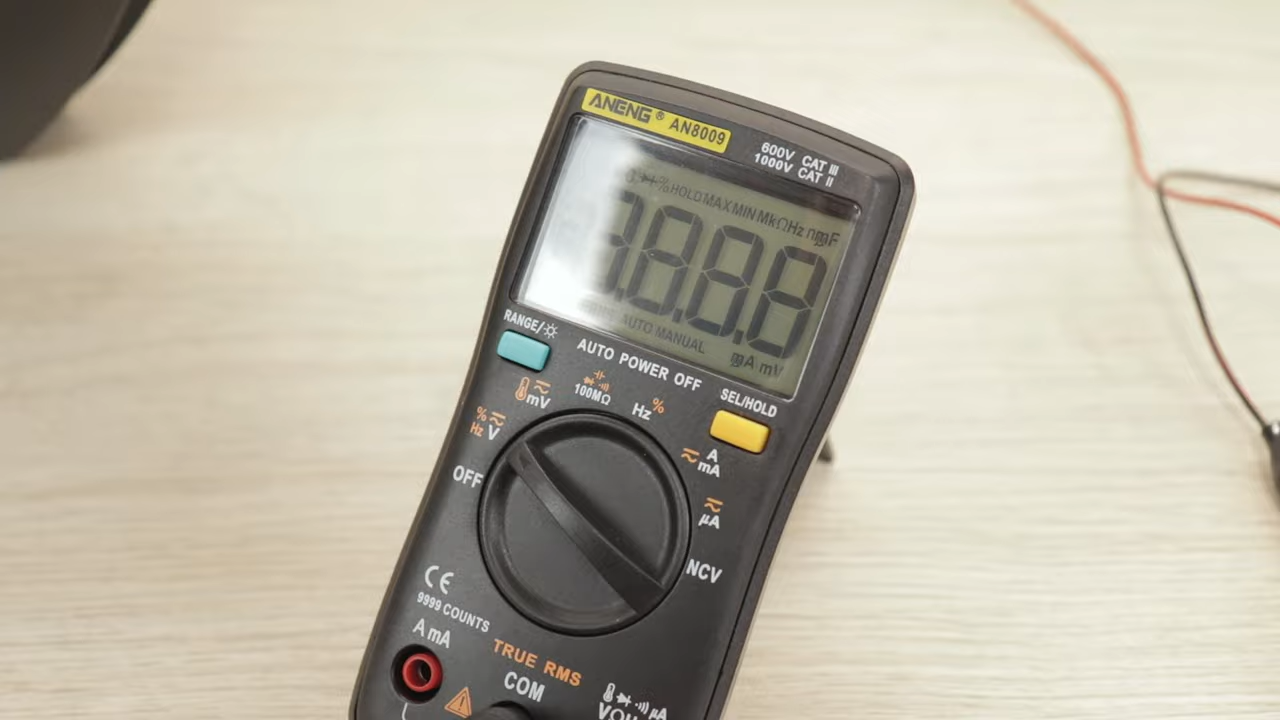 ANENG® AN8009
600V CAT III
1000V CAT II
%HOLD MAX MIN MkΩHz
8.8.8
AUTO MANUAL
mV
RANGE/
AUTO POWER OFF
SEL/HOLD
mV
100MΩ
Hz %
% Hz V
A mA
OFF
μA
NCV
CE
9999 COUNTS
A mA
TRUE RMS
COM
μA